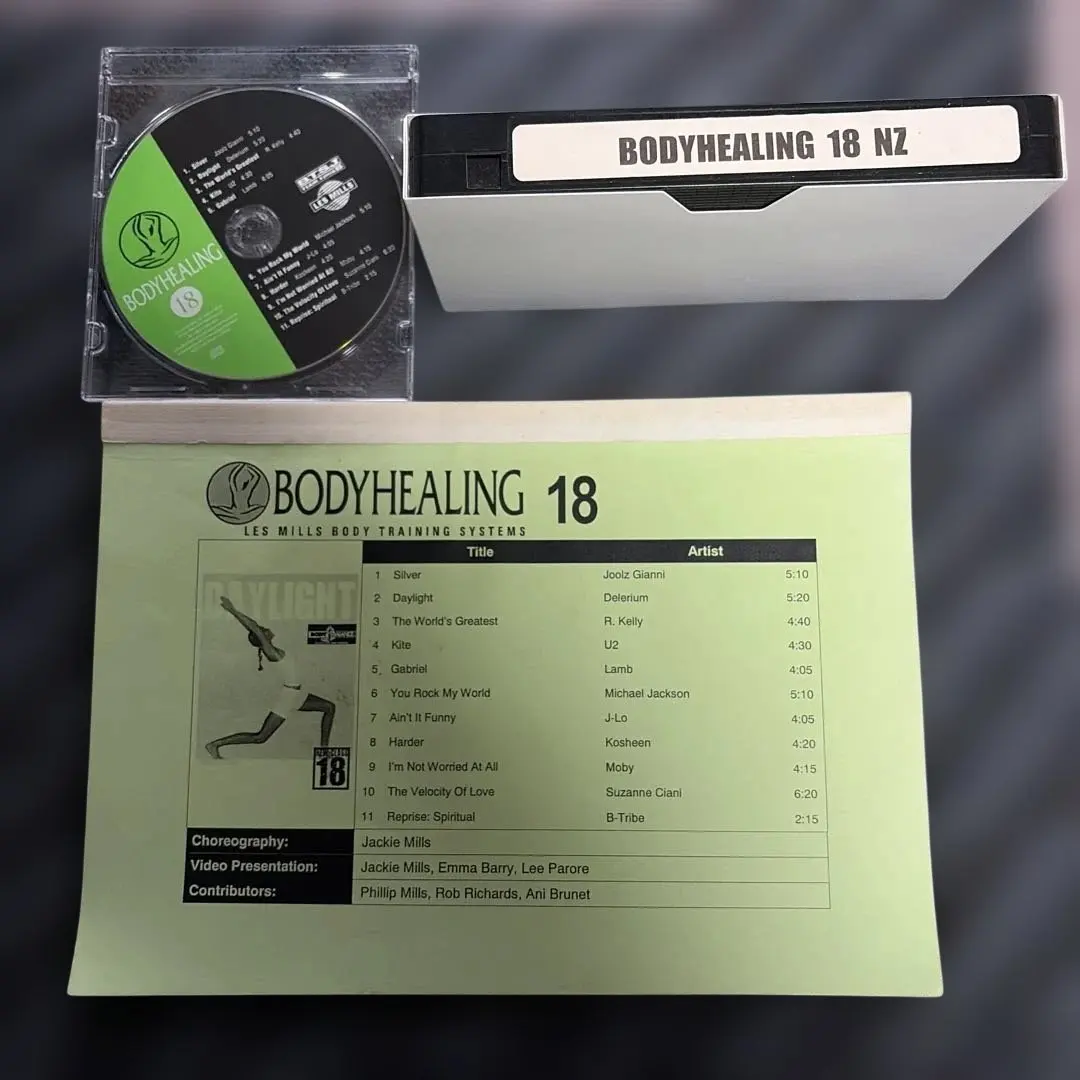 1. Silver Joolz Gianni 5:10
2. Daylight Delerium 5:20
3. The World's Greatest R. Kelly 4:40
4. Kite U2 4:30
5. Gabriel Lamb 4:05
LES MILLS
BODYHEALING
18
6. You Rock My World Michael Jackson 5:10
7. Ain't It Funny J-Lo 4:05
8. Harder Kosheen 4:20
9. I'm Not Worried At All Moby 4:15
10. The Velocity Of Love Suzanne Ciani 6:20
11. Reprise: Spiritual B-Tribe 2:15
BODYHEALING 18 NZ
BODYHEALING 18
LES MILLS BODY TRAINING SYSTEMS
Title Artist
1 Silver Joolz Gianni 5:10
2 Daylight Delerium 5:20
3 The World's Greatest R. Kelly 4:40
4 Kite U2 4:30
5 Gabriel Lamb 4:05
6 You Rock My World Michael Jackson 5:10
7 Ain't It Funny J-Lo 4:05
8 Harder Kosheen 4:20
9 I'm Not Worried At All Moby 4:15
10 The Velocity Of Love Suzanne Ciani 6:20
11 Reprise: Spiritual B-Tribe 2:15
DAYLIGHT
18
Choreography: Jackie Mills
Video Presentation: Jackie Mills, Emma Barry, Lee Parore
Contributors: Phillip Mills, Rob Richards, Ani Brunet